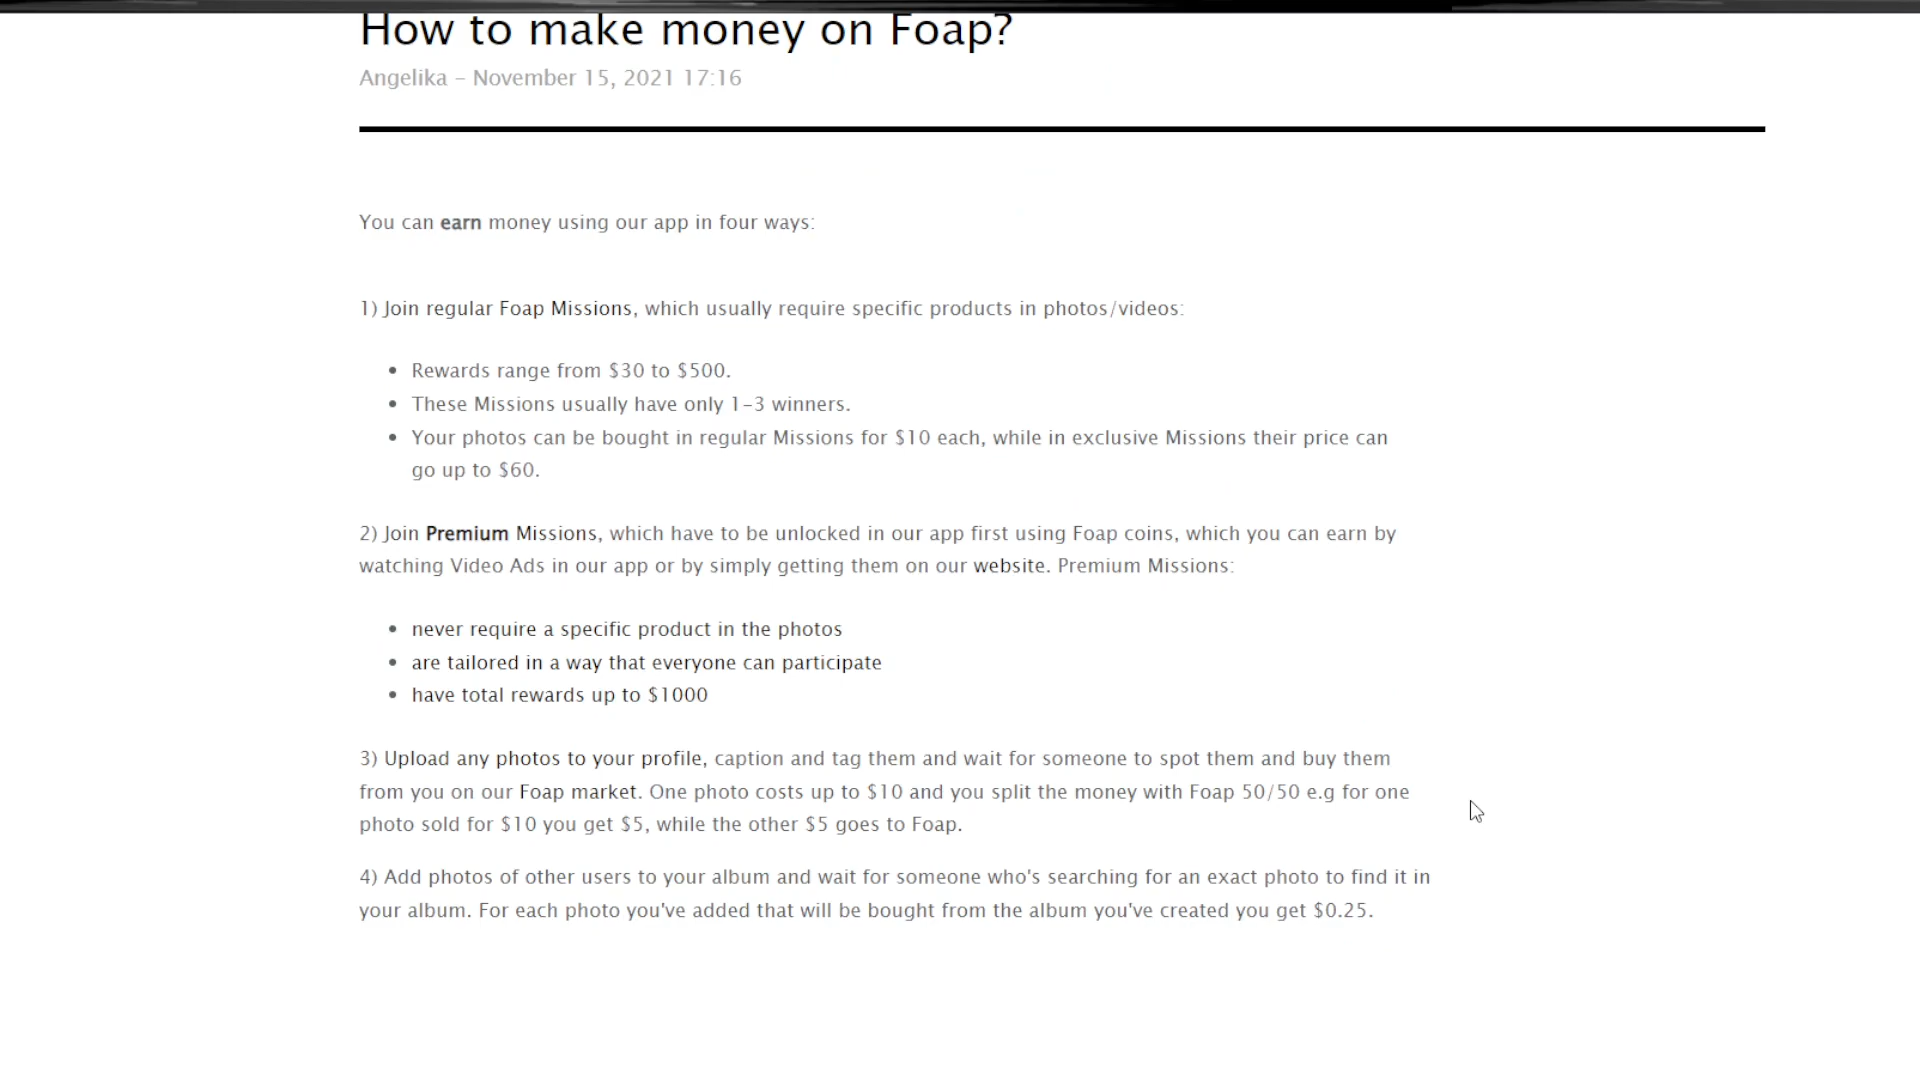 How to make money on Foap?
Angelika – November 15, 2021 17:16
You can earn money using our app in four ways:
1) Join regular Foap Missions, which usually require specific products in photos/videos:
• Rewards range from $30 to $500.
• These Missions usually have only 1-3 winners.
• Your photos can be bought in regular Missions for $10 each, while in exclusive Missions their price can
go up to $60.
2) Join Premium Missions, which have to be unlocked in our app first using Foap coins, which you can earn by
watching Video Ads in our app or by simply getting them on our website. Premium Missions:
• never require a specific product in the photos
• are tailored in a way that everyone can participate
• have total rewards up to $1000
3) Upload any photos to your profile, caption and tag them and wait for someone to spot them and buy them
from you on our Foap market. One photo costs up to $10 and you split the money with Foap 50/50 e.g for one
photo sold for $10 you get $5, while the other $5 goes to Foap.
4) Add photos of other users to your album and wait for someone who's searching for an exact photo to find it in
your album. For each photo you've added that will be bought from the album you've created you get $0.25.